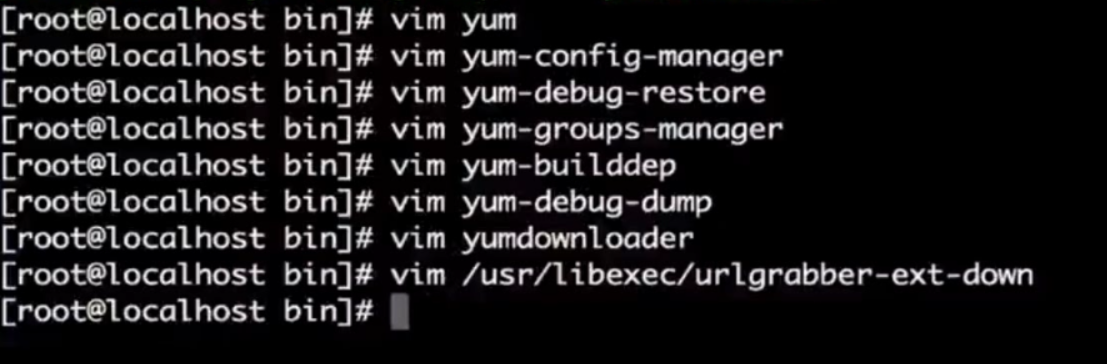 [root@localhost bin]# vim yum
[root@localhost bin]# vim yum-config-manager
[root@localhost bin]# vim yum-debug-restore
[root@localhost bin]# vim yum-groups-manager
[root@localhost bin]# vim yum-builddep
[root@localhost bin]# vim yum-debug-dump
[root@localhost bin]# vim yumdownloader
[root@localhost bin]# vim /usr/libexec/urlgrabber-ext-down
[root@localhost bin]#